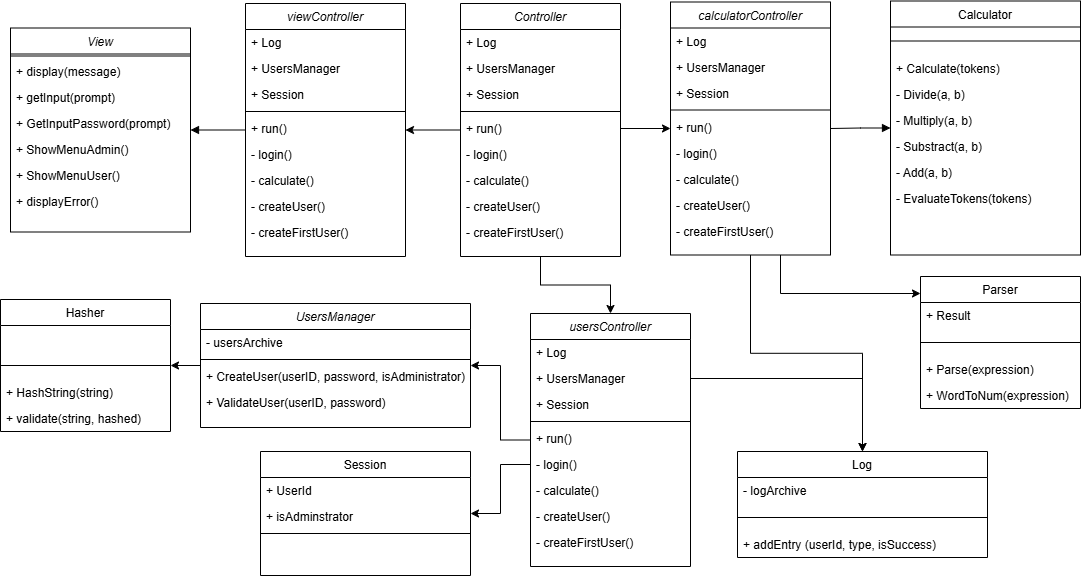 View
+ display(message)
+ getInput(prompt)
+ GetInputPassword(prompt)
+ ShowMenuAdmin()
+ ShowMenuUser()
+ displayError()
viewController
+ Log
+ UsersManager
+ Session
+ run()
- login()
- calculate()
- createUser()
- createFirstUser()
Controller
+ Log
+ UsersManager
+ Session
+ run()
- login()
- calculate()
- createUser()
- createFirstUser()
calculatorController
+ Log
+ UsersManager
+ Session
+ run()
- login()
- calculate()
- createUser()
- createFirstUser()
Calculator
+ Calculate(tokens)
- Divide(a, b)
- Multiply(a, b)
- Substract(a, b)
- Add(a, b)
- EvaluateTokens(tokens)
Hasher
+ HashString(string)
+ validate(string, hashed)
UsersManager
- usersArchive
+ CreateUser(userID, password, isAdministrator)
+ ValidateUser(userID, password)
usersController
+ Log
+ UsersManager
+ Session
+ run()
- login()
- calculate()
- createUser()
- createFirstUser()
Parser
+ Result
+ Parse(expression)
+ WordToNum(expression)
Session
+ UserId
+ isAdminstrator
Log
- logArchive
+ addEntry (userId, type, isSuccess)